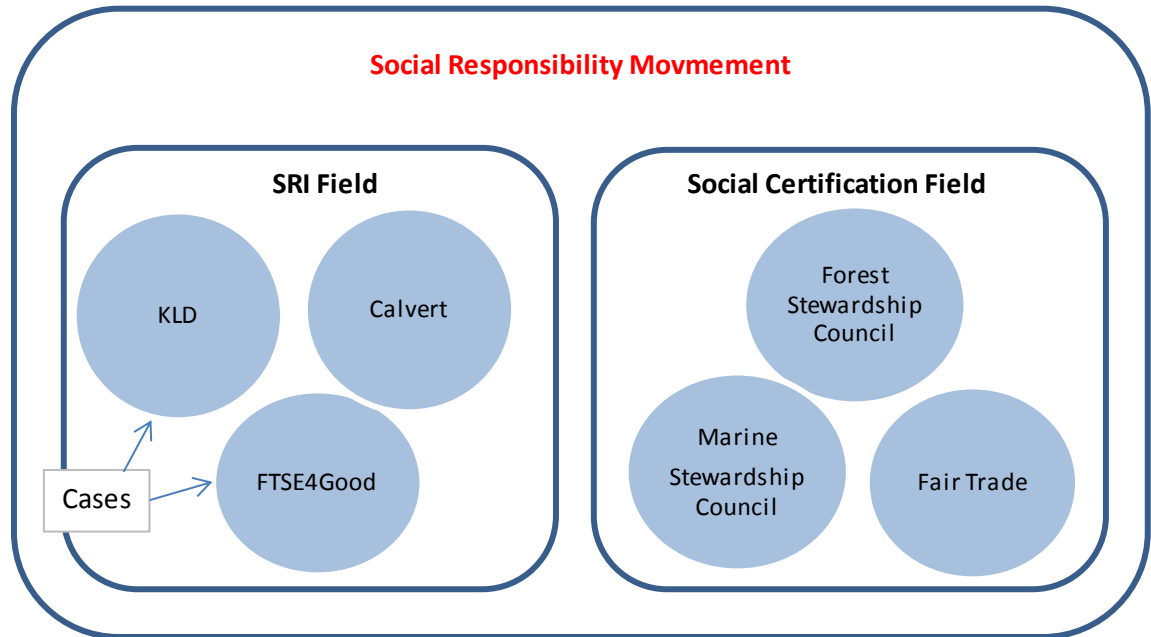 Social Responsibility Movmement
SRI Field
KLD
Calvert
FTSE4Good
Cases
Social Certification Field
Forest
Stewardship
Council
Marine
Stewardship
Council
Fair Trade